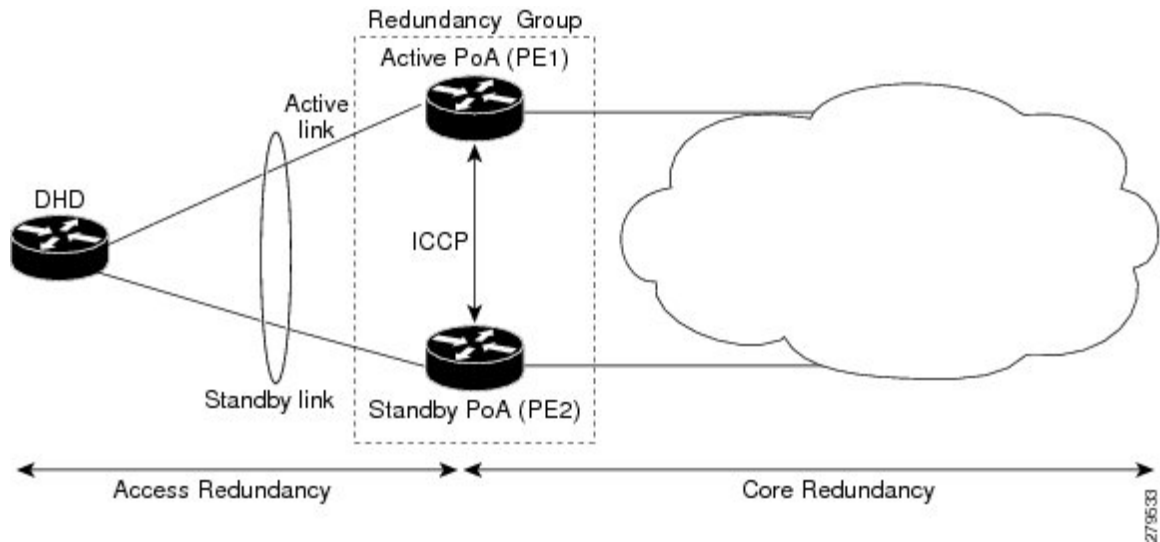 Redundancy Group
Active PoA (PE1)
Active
link
DHD
ICCP
Standby link
Standby PoA (PE2)
Access Redundancy
Core Redundancy
279533